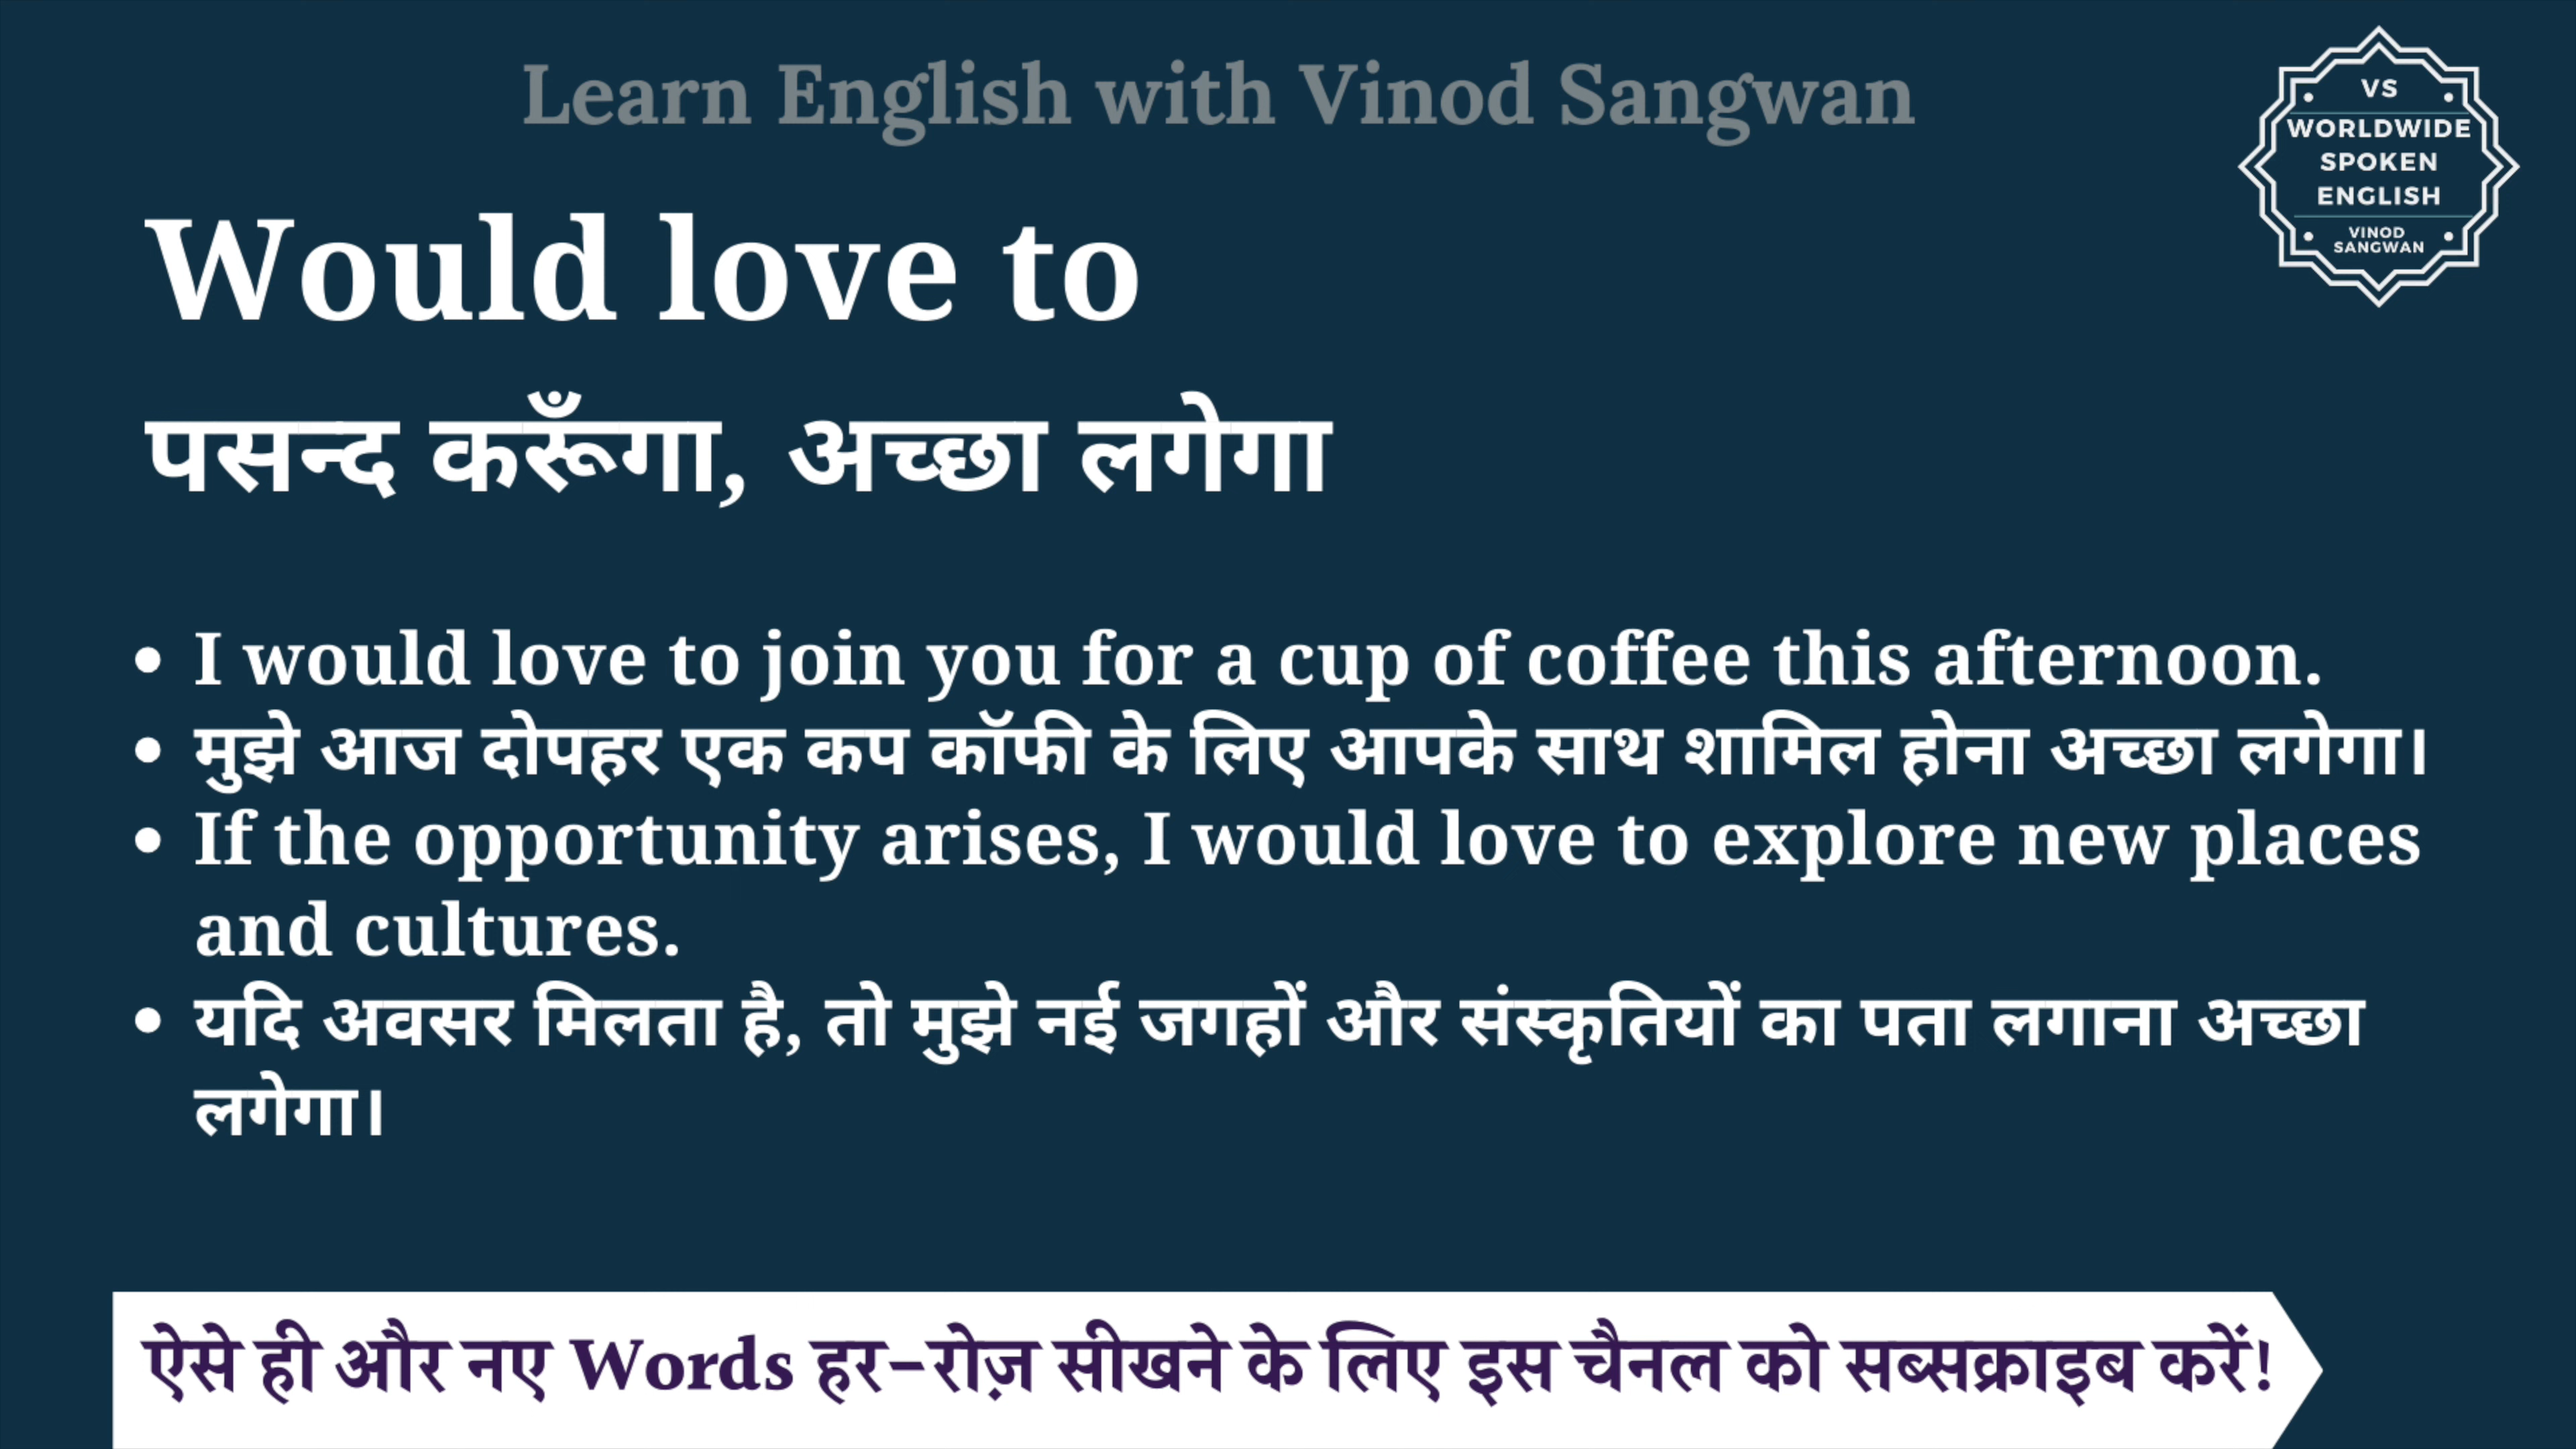 Learn English with Vinod Sangwan
VS
WORLDWIDE
SPOKEN
ENGLISH
VINOD
SANGWAN
Would love to
पसन्द करूँगा, अच्छा लगेगा
• I would love to join you for a cup of coffee this afternoon.
• मुझे आज दोपहर एक कप कॉफी के लिए आपके साथ शामिल होना अच्छा लगेगा।
• If the opportunity arises, I would love to explore new places
and cultures.
• यदि अवसर मिलता है, तो मुझे नई जगहों और संस्कृतियों का पता लगाना अच्छा
लगेगा।
ऐसे ही और नए Words हर-रोज़ सीखने के लिए इस चैनल को सब्सक्राइब करें!